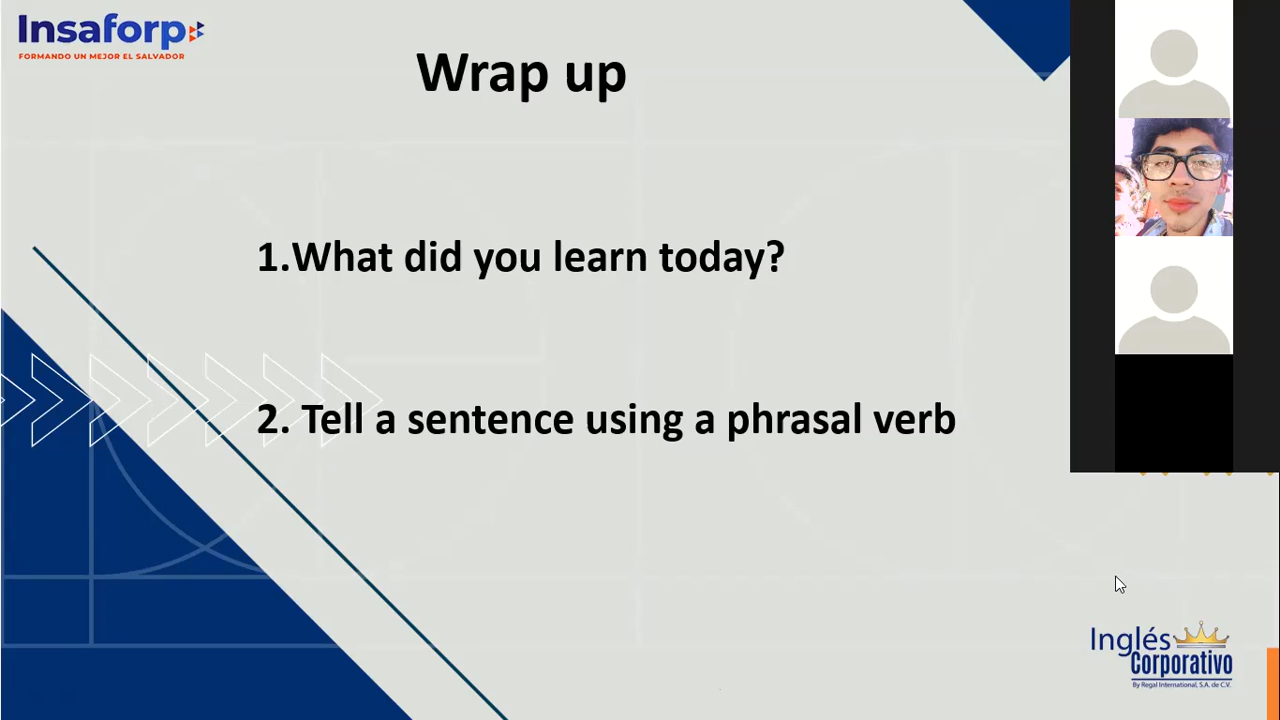 Insaforp
FORMANDO UN MEJOR EL SALVADOR
Wrap up
1.What did you learn today?
2. Tell a sentence using a phrasal verb
Inglés
Corporativo
By Regal International, S.A. de C.V.